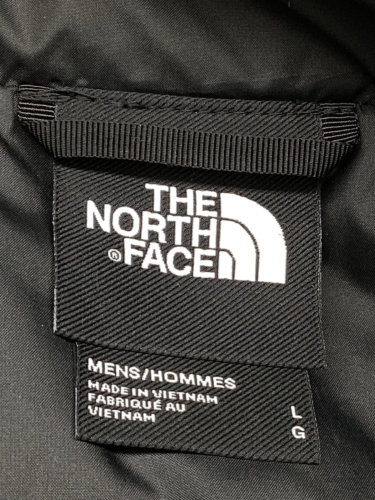 THE
NORTH
® FACE
MENS/HOMMES
MADE IN VIETNAM
FABRIQUÉ AU
VIETNAM
L
G